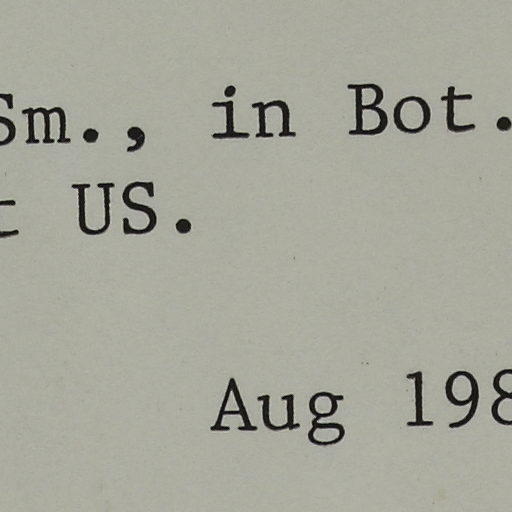 Sm., in Bot.
t US.
Aug 198